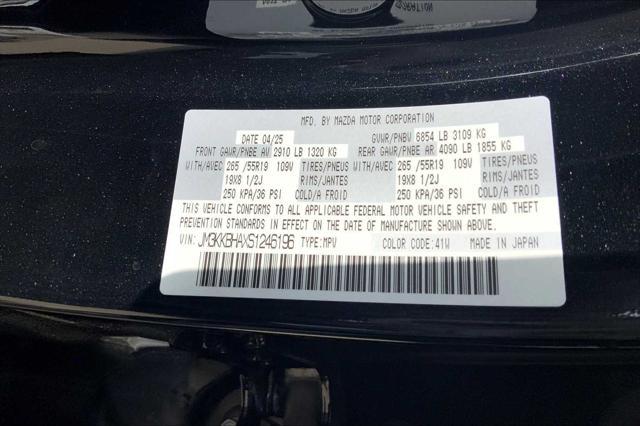 MFD. BY MAZDA MOTOR CORPORATION
DATE 04/25 GVWR/PNBV 6854 LB 3109 KG
FRONT GAWR/PNBE AV 2910 LB 1320 KG REAR GAWR/PNBE AR 4090 LB 1855 KG
WITH/AVEC 265 /55R19 109W TIRES/PNEUS WITH/AVEC 265 /55R19 109W TIRES/PNEUS
19X8 1/2J RIMS/JANTES 19X8 1/2J RIMS/JANTES
250 KPA/36 PSI COLD/A FROID 250 KPA/36 PSI COLD/A FROID
THIS VEHICLE CONFORMS TO ALL APPLICABLE FEDERAL MOTOR VEHICLE SAFETY AND THEFT
PREVENTION STANDARDS IN EFFECT ON THE DATE OF MANUFACTURE SHOWN ABOVE.
VIN: JM3KKBHAXS1246196 TYPE:MPV COLOR CODE:41W MADE IN JAPAN